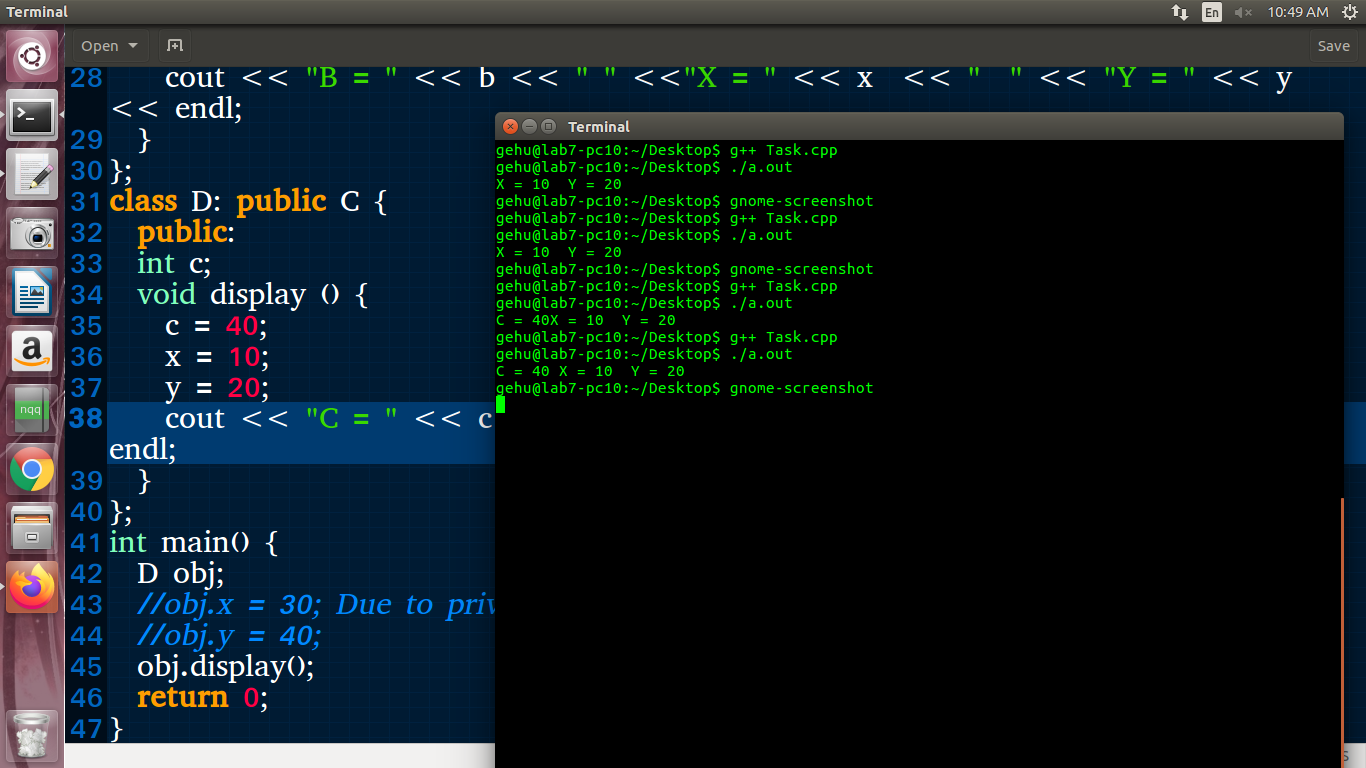 Terminal
En
10:49 AM
Open
Save
28 cout << "B = " << b << " " <<"X = " << x << "  " << "Y = " << y
<< endl;
29 }
30 };
31 class D: public C {
32 public:
33 int c;
34 void display () {
35 c = 40;
36 x = 10;
37 y = 20;
38 cout << "C = " << c
endl;
39 }
40 };
41 int main() {
42 D obj;
43 //obj.x = 30; Due to
44 //obj.y = 40;
45 obj.display();
46 return 0;
47 }
Terminal
gehu@lab7-pc10:~/Desktop$ g++ Task.cpp
gehu@lab7-pc10:~/Desktop$ ./a.out
X = 10  Y = 20
gehu@lab7-pc10:~/Desktop$ gnome-screenshot
gehu@lab7-pc10:~/Desktop$ g++ Task.cpp
gehu@lab7-pc10:~/Desktop$ ./a.out
X = 10  Y = 20
gehu@lab7-pc10:~/Desktop$ gnome-screenshot
gehu@lab7-pc10:~/Desktop$ g++ Task.cpp
gehu@lab7-pc10:~/Desktop$ ./a.out
C = 40X = 10  Y = 20
gehu@lab7-pc10:~/Desktop$ g++ Task.cpp
gehu@lab7-pc10:~/Desktop$ ./a.out
C = 40 X = 10  Y = 20
gehu@lab7-pc10:~/Desktop$ gnome-screenshot
a
nqq